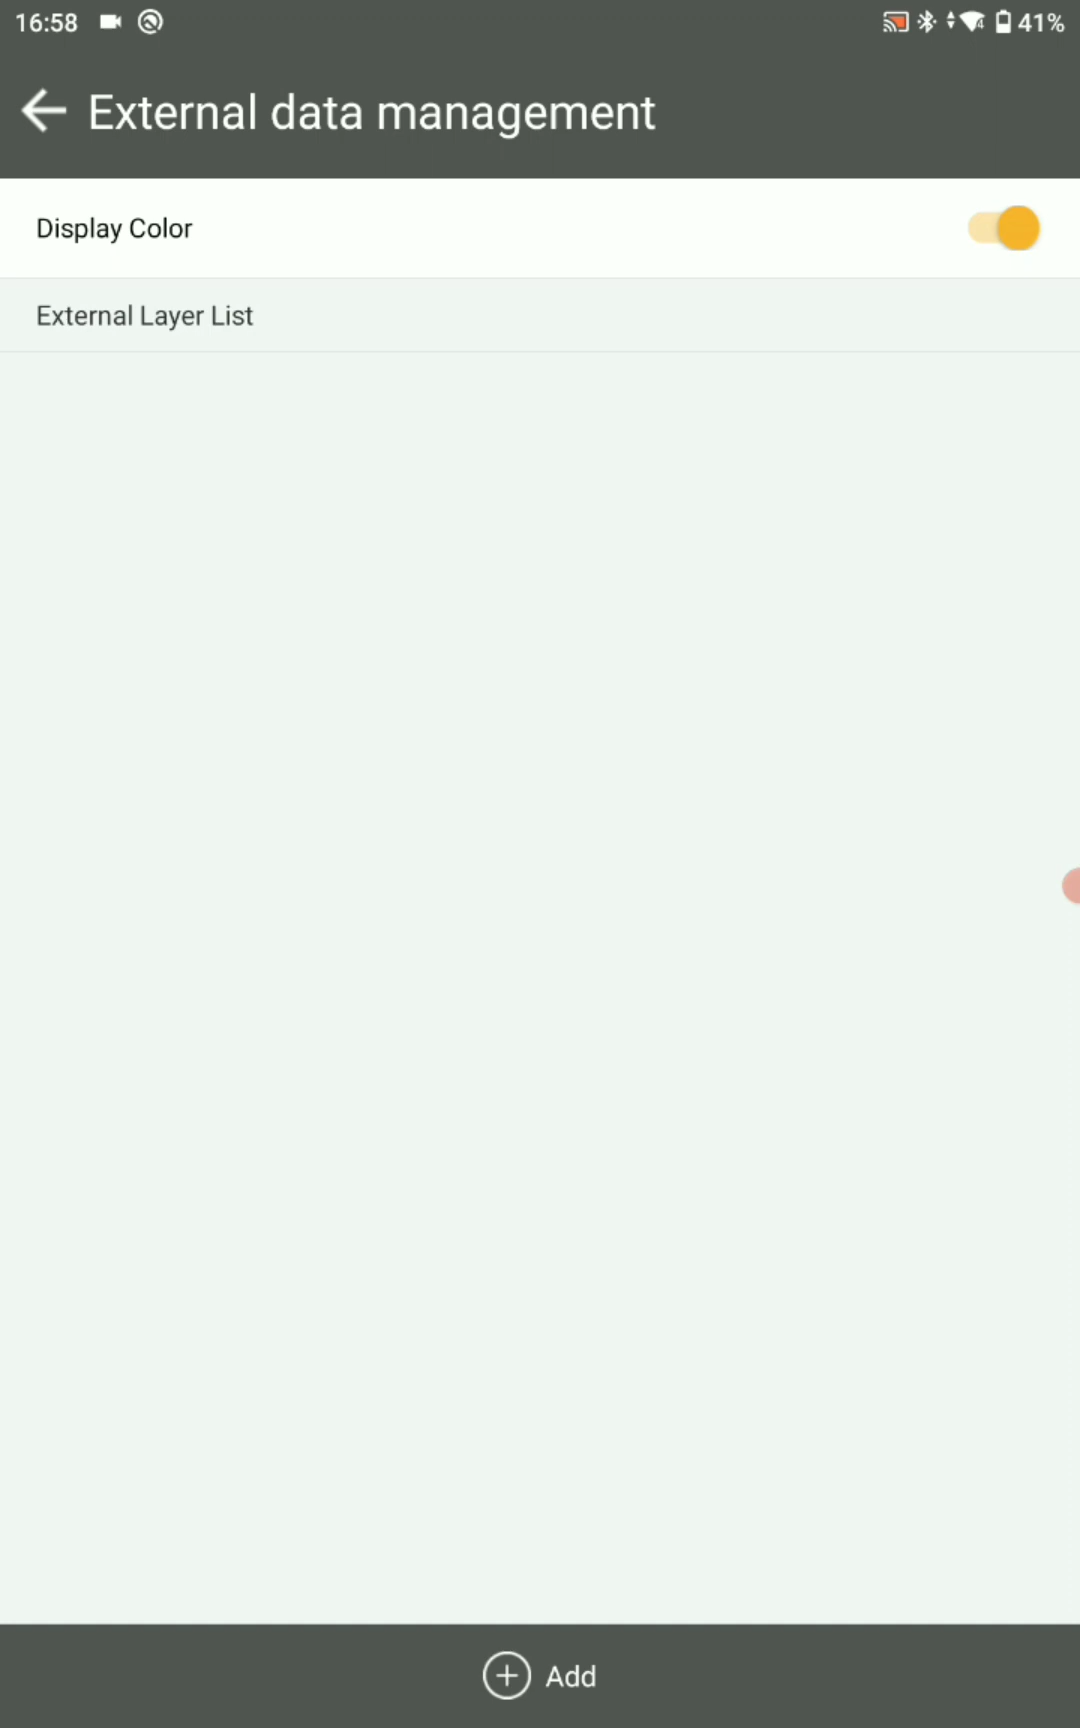 16:58
41%
External data management
Display Color
External Layer List
Add